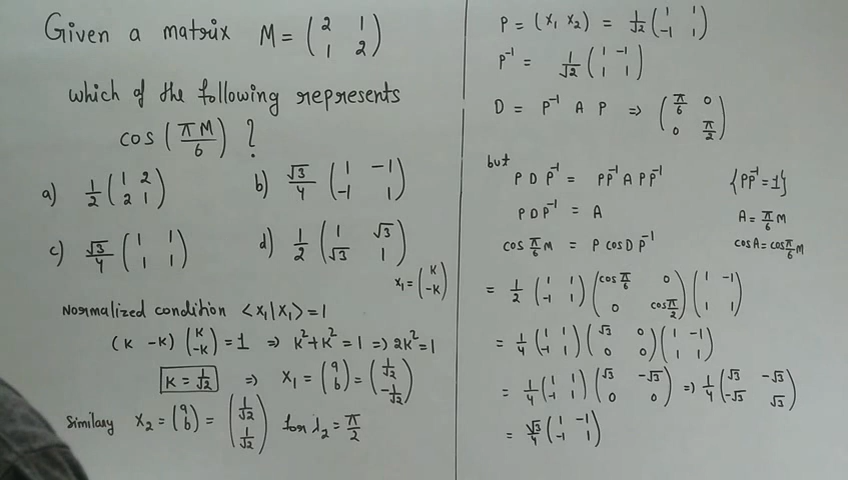 Given a matrix M = (2 1
1 2)
which of the following represents
cos (πM/6) ?
a) 1/2 (1 2
2 1)
b) √3/4 (1 -1
-1 1)
c) √3/4 (1 1
1 1)
d) 1/2 (1 √3
√3 1)
x₁ = (K
-K)
Normalized condition <x₁|x₁> = 1
(K -K) (K
-K) = 1 ⇒ K² + K² = 1 ⇒ 2K² = 1
K = 1/√2 ⇒ x₁ = (a
b) = (1/√2
-1/√2)
Similary x₂ = (a
b) = (1/√2
1/√2) for λ₂ = π/2
P = (x₁ x₂) = 1/√2 (1 1
-1 1)
P⁻¹ = 1/√2 (1 -1
1 1)
D = P⁻¹ A P ⇒ (π/6 0
0 π/2)
but
P D P⁻¹ = PP⁻¹ A PP⁻¹ {PP⁻¹ = 1}
P D P⁻¹ = A A = π/6 M
cos π/6 M = P cos D P⁻¹ cos A = cos π/6 M
= 1/2 (1 1
-1 1) (cos π/6 0
0 cos π/2) (1 -1
1 1)
= 1/4 (1 1
-1 1) (√3 0
0 0) (1 -1
1 1)
= 1/4 (1 1
-1 1) (√3 -√3
0 0) ⇒ 1/4 (√3 -√3
-√3 √3)
= √3/4 (1 -1
-1 1)